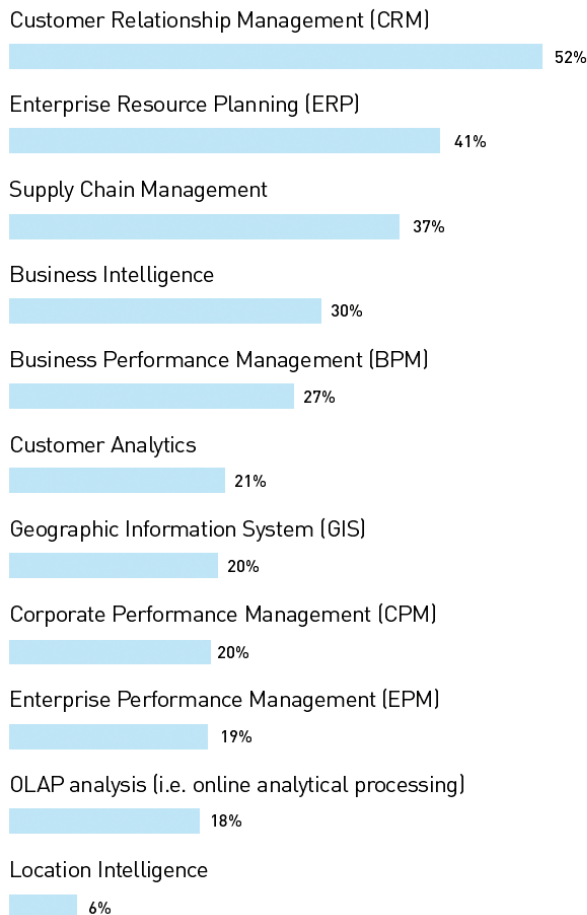 Customer Relationship Management (CRM)
52%
Enterprise Resource Planning (ERP)
41%
Supply Chain Management
37%
Business Intelligence
30%
Business Performance Management (BPM)
27%
Customer Analytics
21%
Geographic Information System (GIS)
20%
Corporate Performance Management (CPM)
20%
Enterprise Performance Management (EPM)
19%
OLAP analysis (i.e. online analytical processing)
18%
Location Intelligence
6%